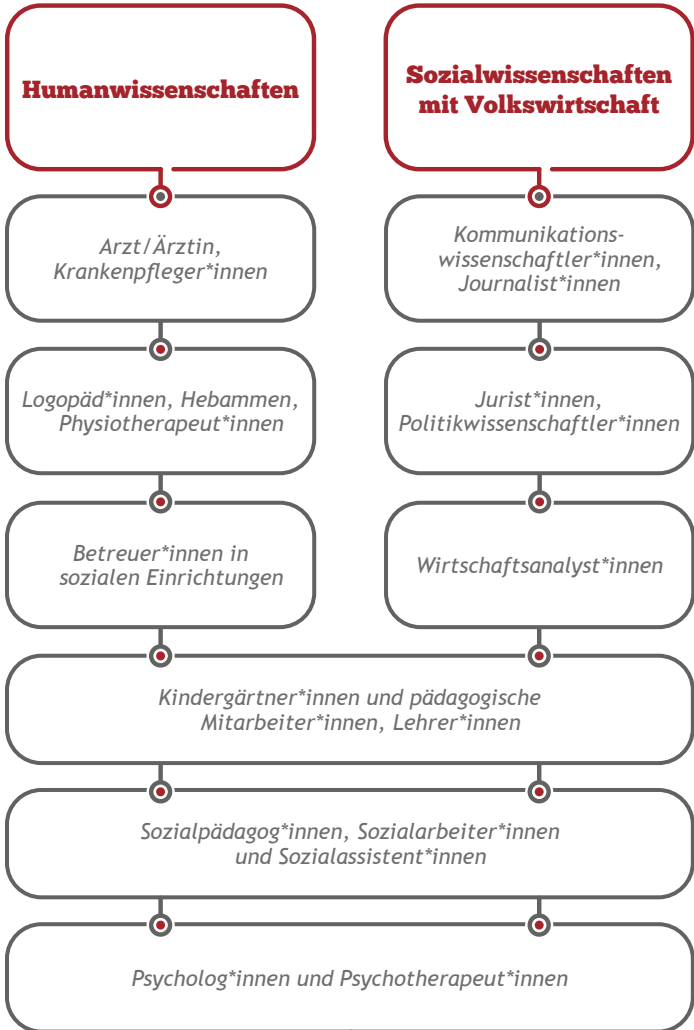 Humanwissenschaften
Sozialwissenschaften
mit Volkswirtschaft
Arzt/Ärztin,
Krankenpfleger*innen
Kommunikations-
wissenschaftler*innen,
Journalist*innen
Logopäd*innen, Hebammen,
Physiotherapeut*innen
Jurist*innen,
Politikwissenschaftler*innen
Betreuer*innen in
sozialen Einrichtungen
Wirtschaftsanalyst*innen
Kindergärtner*innen und pädagogische
Mitarbeiter*innen, Lehrer*innen
Sozialpädagog*innen, Sozialarbeiter*innen
und Sozialassistent*innen
Psycholog*innen und Psychotherapeut*innen